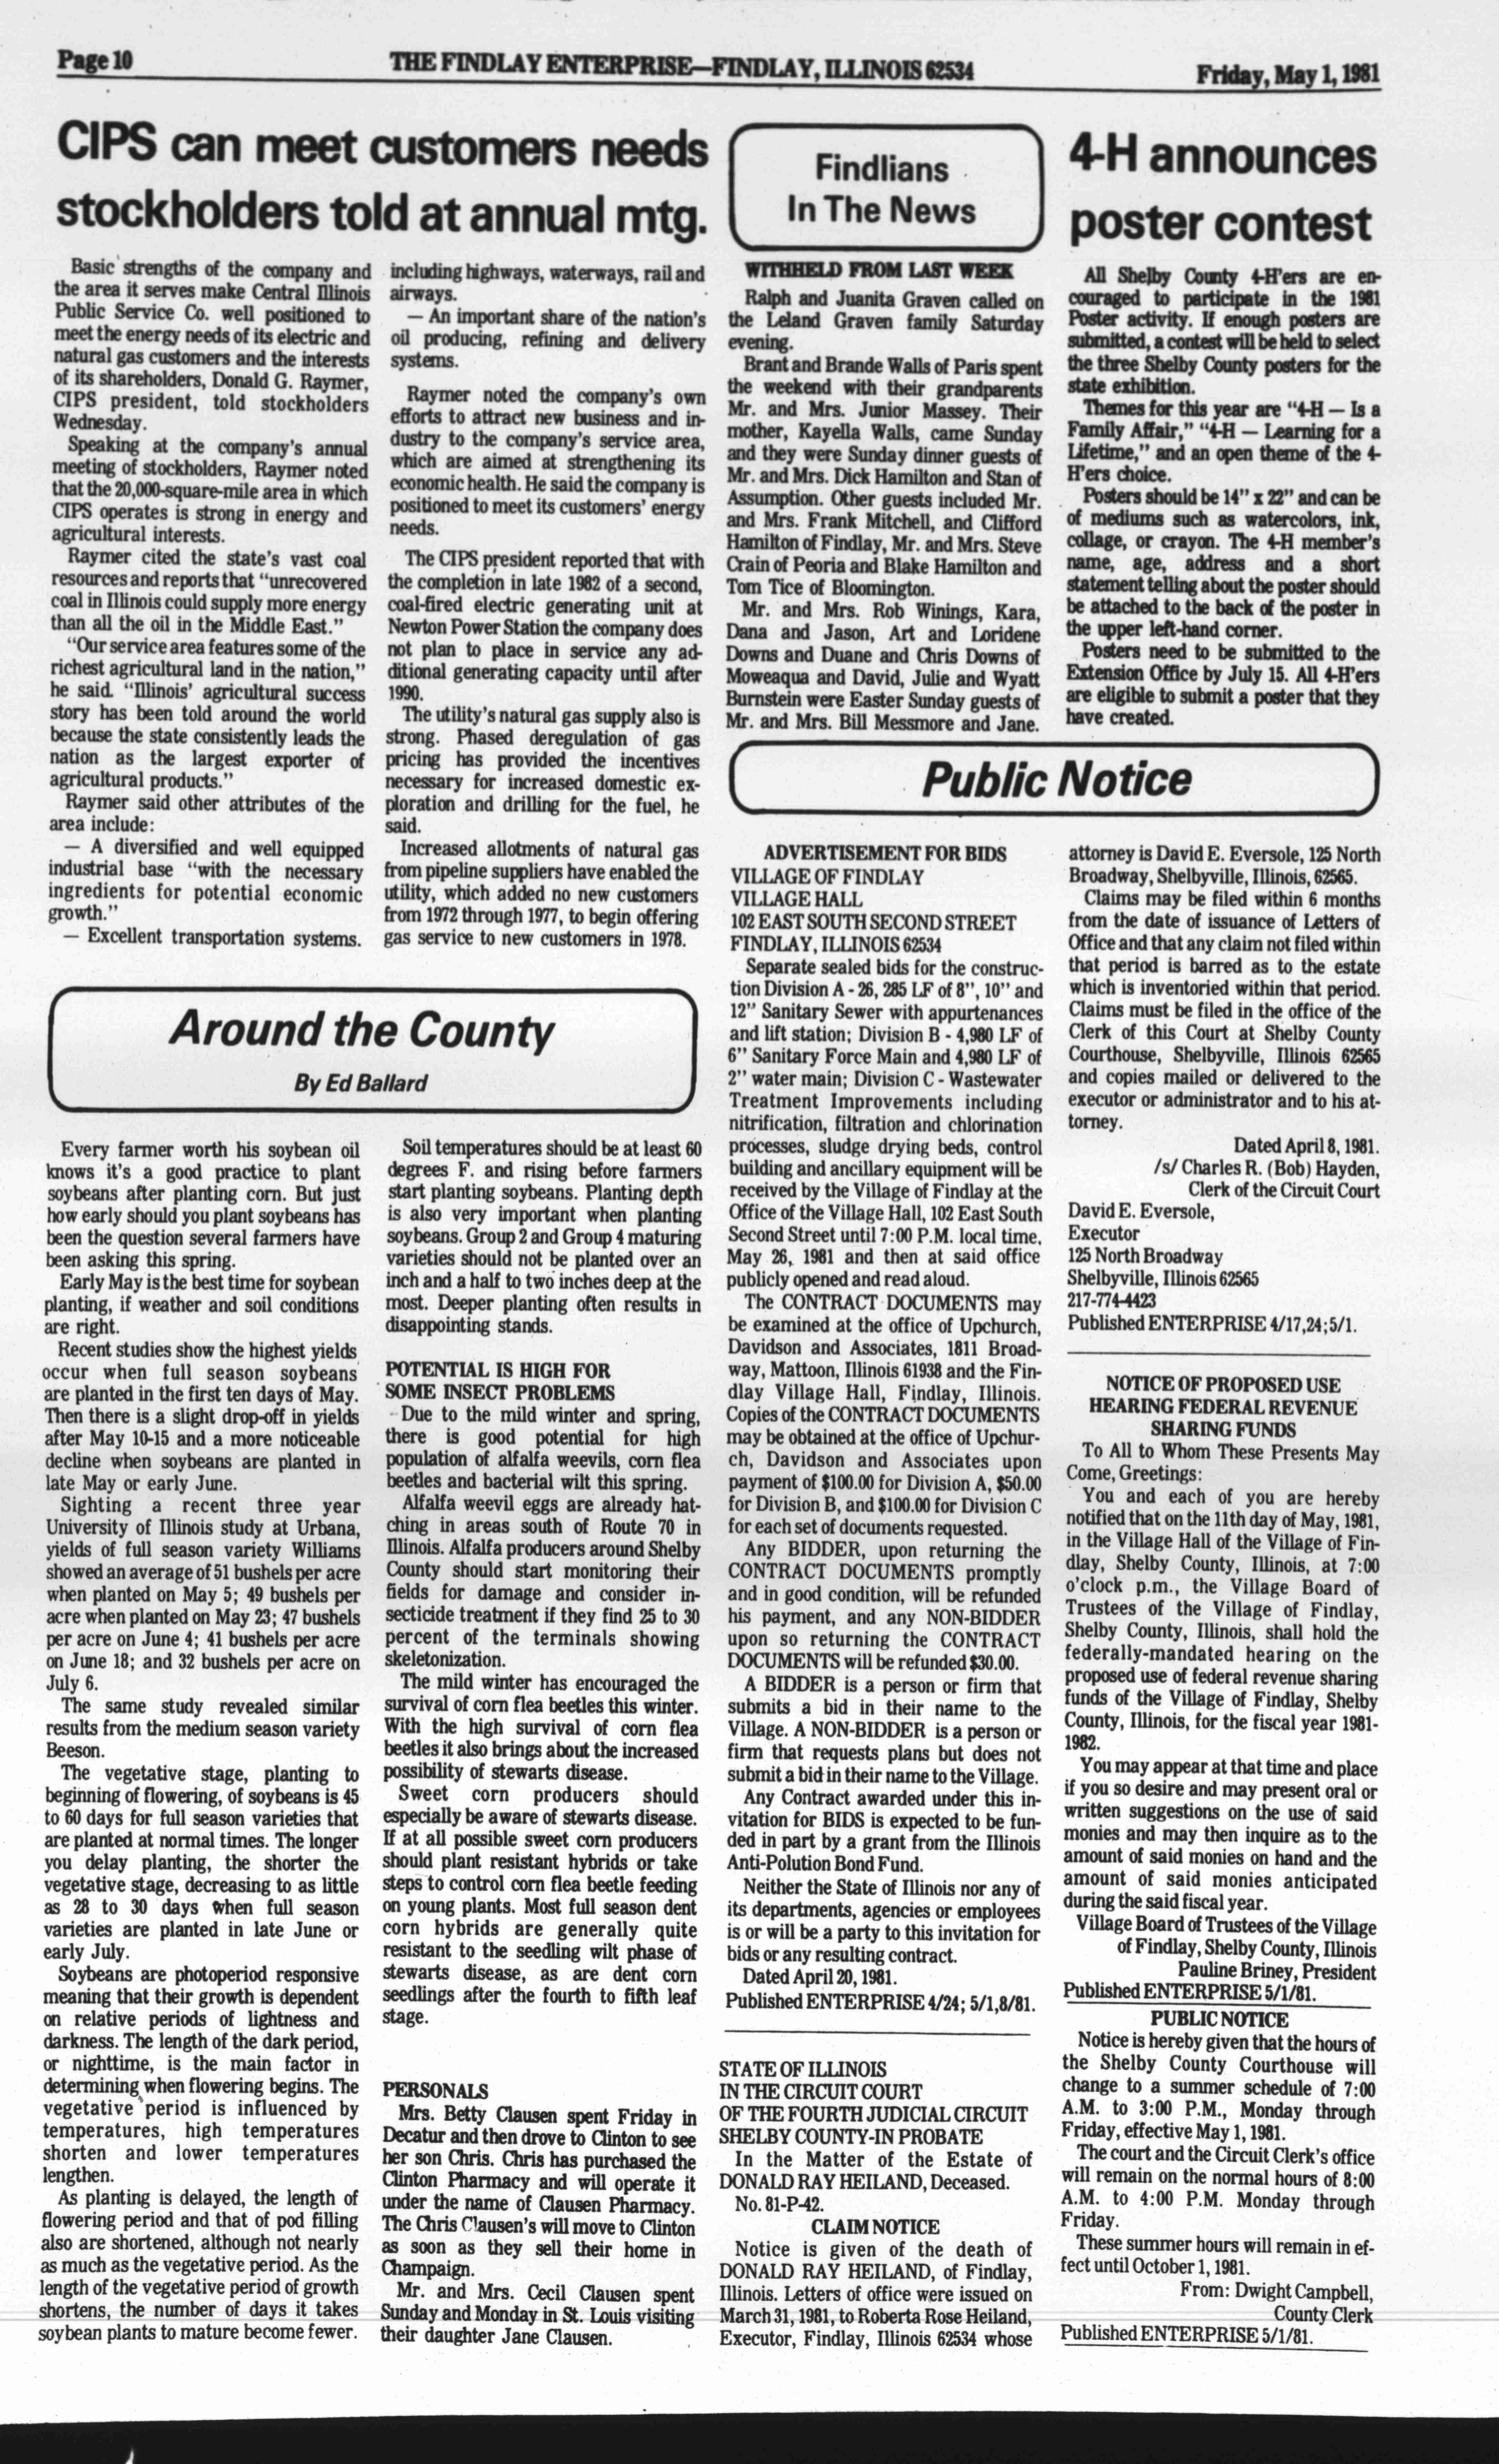 Page 10
THE FINDLAY ENTERPRISE—FINDLAY, ILLINOIS 62534
Friday, May 1, 1981
CIPS can meet customers needs
stockholders told at annual mtg.
Basic strengths of the company and
the area it serves make Central Illinois
Public Service Co. well positioned to
meet the energy needs of its electric and
natural gas customers and the interests
of its shareholders, Donald G. Raymer,
CIPS president, told stockholders
Wednesday.
Speaking at the company's annual
meeting of stockholders, Raymer noted
that the 20,000-square-mile area in which
CIPS operates is strong in energy and
agricultural interests.
Raymer cited the state's vast coal
resources and reports that "unrecovered
coal in Illinois could supply more energy
than all the oil in the Middle East."
"Our service area features some of the
richest agricultural land in the nation,"
he said. "Illinois' agricultural success
story has been told around the world
because the state consistently leads the
nation as the largest exporter of
agricultural products."
Raymer said other attributes of the
area include:
— A diversified and well equipped
industrial base "with the necessary
ingredients for potential economic
growth."
— Excellent transportation systems.
including highways, waterways, rail and
airways.
— An important share of the nation's
oil producing, refining and delivery
systems.
Raymer noted the company's own
efforts to attract new business and in-
dustry to the company's service area,
which are aimed at strengthening its
economic health. He said the company is
positioned to meet its customers' energy
needs.
The CIPS president reported that with
the completion in late 1982 of a second,
coal-fired electric generating unit at
Newton Power Station the company does
not plan to place in service any ad-
ditional generating capacity until after
1990.
The utility's natural gas supply also is
strong. Phased deregulation of gas
pricing has provided the incentives
necessary for increased domestic ex-
ploration and drilling for the fuel, he
said.
Increased allotments of natural gas
from pipeline suppliers have enabled the
utility, which added no new customers
from 1972 through 1977, to begin offering
gas service to new customers in 1978.
Findlians
In The News
WITHHELD FROM LAST WEEK
Ralph and Juanita Graven called on
the Leland Graven family Saturday
evening.
Brant and Brande Walls of Paris spent
the weekend with their grandparents
Mr. and Mrs. Junior Massey. Their
mother, Kayella Walls, came Sunday
and they were Sunday dinner guests of
Mr. and Mrs. Dick Hamilton and Stan of
Assumption. Other guests included Mr.
and Mrs. Frank Mitchell, and Clifford
Hamilton of Findlay, Mr. and Mrs. Steve
Crain of Peoria and Blake Hamilton and
Tom Tice of Bloomington.
Mr. and Mrs. Rob Winings, Kara,
Dana and Jason, Art and Loridene
Downs and Duane and Chris Downs of
Moweaqua and David, Julie and Wyatt
Burnstein were Easter Sunday guests of
Mr. and Mrs. Bill Messmore and Jane.
4-H announces
poster contest
All Shelby County 4-H'ers are en-
couraged to participate in the 1981
Poster activity. If enough posters are
submitted, a contest will be held to select
the three Shelby County posters for the
state exhibition.
Themes for this year are "4-H — Is a
Family Affair," "4-H — Learning for a
Lifetime," and an open theme of the 4-
H'ers choice.
Posters should be 14" x 22" and can be
of mediums such as watercolors, ink,
collage, or crayon. The 4-H member's
name, age, address and a short
statement telling about the poster should
be attached to the back of the poster in
the upper left-hand corner.
Posters need to be submitted to the
Extension Office by July 15. All 4-H'ers
are eligible to submit a poster that they
have created.
Around the County
By Ed Ballard
Every farmer worth his soybean oil
knows it's a good practice to plant
soybeans after planting corn. But just
how early should you plant soybeans has
been the question several farmers have
been asking this spring.
Early May is the best time for soybean
planting, if weather and soil conditions
are right.
Recent studies show the highest yields
occur when full season soybeans
are planted in the first ten days of May.
Then there is a slight drop-off in yields
after May 10-15 and a more noticeable
decline when soybeans are planted in
late May or early June.
Sighting a recent three year
University of Illinois study at Urbana,
yields of full season variety Williams
showed an average of 51 bushels per acre
when planted on May 5; 49 bushels per
acre when planted on May 23; 47 bushels
per acre on June 4; 41 bushels per acre
on June 18; and 32 bushels per acre on
July 6.
The same study revealed similar
results from the medium season variety
Beeson.
The vegetative stage, planting to
beginning of flowering, of soybeans is 45
to 60 days for full season varieties that
are planted at normal times. The longer
you delay planting, the shorter the
vegetative stage, decreasing to as little
as 28 to 30 days when full season
varieties are planted in late June or
early July.
Soybeans are photoperiod responsive
meaning that their growth is dependent
on relative periods of lightness and
darkness. The length of the dark period,
or nighttime, is the main factor in
determining when flowering begins. The
vegetative period is influenced by
temperatures, high temperatures
shorten and lower temperatures
lengthen.
As planting is delayed, the length of
flowering period and that of pod filling
also are shortened, although not nearly
as much as the vegetative period. As the
length of the vegetative period of growth
shortens, the number of days it takes
soybean plants to mature become fewer.
Soil temperatures should be at least 60
degrees F. and rising before farmers
start planting soybeans. Planting depth
is also very important when planting
soybeans. Group 2 and Group 4 maturing
varieties should not be planted over an
inch and a half to two inches deep at the
most. Deeper planting often results in
disappointing stands.
POTENTIAL IS HIGH FOR
SOME INSECT PROBLEMS
Due to the mild winter and spring,
there is good potential for high
population of alfalfa weevils, corn flea
beetles and bacterial wilt this spring.
Alfalfa weevil eggs are already hat-
ching in areas south of Route 70 in
Illinois. Alfalfa producers around Shelby
County should start monitoring their
fields for damage and consider in-
secticide treatment if they find 25 to 30
percent of the terminals showing
skeletonization.
The mild winter has encouraged the
survival of corn flea beetles this winter.
With the high survival of corn flea
beetles it also brings about the increased
possibility of stewarts disease.
Sweet corn producers should
especially be aware of stewarts disease.
If at all possible sweet corn producers
should plant resistant hybrids or take
steps to control corn flea beetle feeding
on young plants. Most full season dent
corn hybrids are generally quite
resistant to the seedling wilt phase of
stewarts disease, as are dent corn
seedlings after the fourth to fifth leaf
stage.
PERSONALS
Mrs. Betty Clausen spent Friday in
Decatur and then drove to Clinton to see
her son Chris. Chris has purchased the
Clinton Pharmacy and will operate it
under the name of Clausen Pharmacy.
The Chris Clausen's will move to Clinton
as soon as they sell their home in
Champaign.
Mr. and Mrs. Cecil Clausen spent
Sunday and Monday in St. Louis visiting
their daughter Jane Clausen.
Public Notice
ADVERTISEMENT FOR BIDS
VILLAGE OF FINDLAY
VILLAGE HALL
102 EAST SOUTH SECOND STREET
FINDLAY, ILLINOIS 62534
Separate sealed bids for the construc-
tion Division A - 26, 285 LF of 8", 10" and
12" Sanitary Sewer with appurtenances
and lift station; Division B - 4,980 LF of
6" Sanitary Force Main and 4,980 LF of
2" water main; Division C - Wastewater
Treatment Improvements including
nitrification, filtration and chlorination
processes, sludge drying beds, control
building and ancillary equipment will be
received by the Village of Findlay at the
Office of the Village Hall, 102 East South
Second Street until 7:00 P.M. local time,
May 26, 1981 and then at said office
publicly opened and read aloud.
The CONTRACT DOCUMENTS may
be examined at the office of Upchurch,
Davidson and Associates, 1811 Broad-
way, Mattoon, Illinois 61938 and the Fin-
dlay Village Hall, Findlay, Illinois.
Copies of the CONTRACT DOCUMENTS
may be obtained at the office of Upchur-
ch, Davidson and Associates upon
payment of $100.00 for Division A, $50.00
for Division B, and $100.00 for Division C
for each set of documents requested.
Any BIDDER, upon returning the
CONTRACT DOCUMENTS promptly
and in good condition, will be refunded
his payment, and any NON-BIDDER
upon so returning the CONTRACT
DOCUMENTS will be refunded $30.00.
A BIDDER is a person or firm that
submits a bid in their name to the
Village. A NON-BIDDER is a person or
firm that requests plans but does not
submit a bid in their name to the Village.
Any Contract awarded under this in-
vitation for BIDS is expected to be fun-
ded in part by a grant from the Illinois
Anti-Polution Bond Fund.
Neither the State of Illinois nor any of
its departments, agencies or employees
is or will be a party to this invitation for
bids or any resulting contract.
Dated April 20, 1981.
Published ENTERPRISE 4/24; 5/1,8/81.
STATE OF ILLINOIS
IN THE CIRCUIT COURT
OF THE FOURTH JUDICIAL CIRCUIT
SHELBY COUNTY-IN PROBATE
In the Matter of the Estate of
DONALD RAY HEILAND, Deceased.
No. 81-P-42.
CLAIM NOTICE
Notice is given of the death of
DONALD RAY HEILAND, of Findlay,
Illinois. Letters of office were issued on
March 31, 1981, to Roberta Rose Heiland,
Executor, Findlay, Illinois 62534 whose
attorney is David E. Eversole, 125 North
Broadway, Shelbyville, Illinois, 62565.
Claims may be filed within 6 months
from the date of issuance of Letters of
Office and that any claim not filed within
that period is barred as to the estate
which is inventoried within that period.
Claims must be filed in the office of the
Clerk of this Court at Shelby County
Courthouse, Shelbyville, Illinois 62565
and copies mailed or delivered to the
executor or administrator and to his at-
torney.
Dated April 8, 1981.
/s/ Charles R. (Bob) Hayden,
Clerk of the Circuit Court
David E. Eversole,
Executor
125 North Broadway
Shelbyville, Illinois 62565
217-774-4423
Published ENTERPRISE 4/17,24;5/1.
NOTICE OF PROPOSED USE
HEARING FEDERAL REVENUE
SHARING FUNDS
To All to Whom These Presents May
Come, Greetings:
You and each of you are hereby
notified that on the 11th day of May, 1981,
in the Village Hall of the Village of Fin-
dlay, Shelby County, Illinois, at 7:00
o'clock p.m., the Village Board of
Trustees of the Village of Findlay,
Shelby County, Illinois, shall hold the
federally-mandated hearing on the
proposed use of federal revenue sharing
funds of the Village of Findlay, Shelby
County, Illinois, for the fiscal year 1981-
1982.
You may appear at that time and place
if you so desire and may present oral or
written suggestions on the use of said
monies and may then inquire as to the
amount of said monies on hand and the
amount of said monies anticipated
during the said fiscal year.
Village Board of Trustees of the Village
of Findlay, Shelby County, Illinois
Pauline Briney, President
Published ENTERPRISE 5/1/81.
PUBLIC NOTICE
Notice is hereby given that the hours of
the Shelby County Courthouse will
change to a summer schedule of 7:00
A.M. to 3:00 P.M., Monday through
Friday, effective May 1, 1981.
The court and the Circuit Clerk's office
will remain on the normal hours of 8:00
A.M. to 4:00 P.M. Monday through
Friday.
These summer hours will remain in ef-
fect until October 1, 1981.
From: Dwight Campbell,
County Clerk
Published ENTERPRISE 5/1/81.